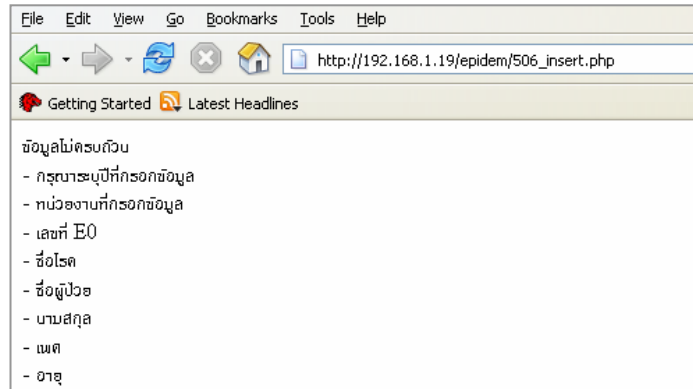 File Edit View Go Bookmarks Tools Help
http://192.168.1.19/epidem/506_insert.php
Getting Started Latest Headlines
ข้อมูลไม่ครบถ้วน
- กรุณาระบุปีที่กรอกข้อมูล
- หน่วยงานที่กรอกข้อมูล
- เลขที่ E0
- ชื่อโรค
- ชื่อผู้ป่วย
- นามสกุล
- เพศ
- อายุ